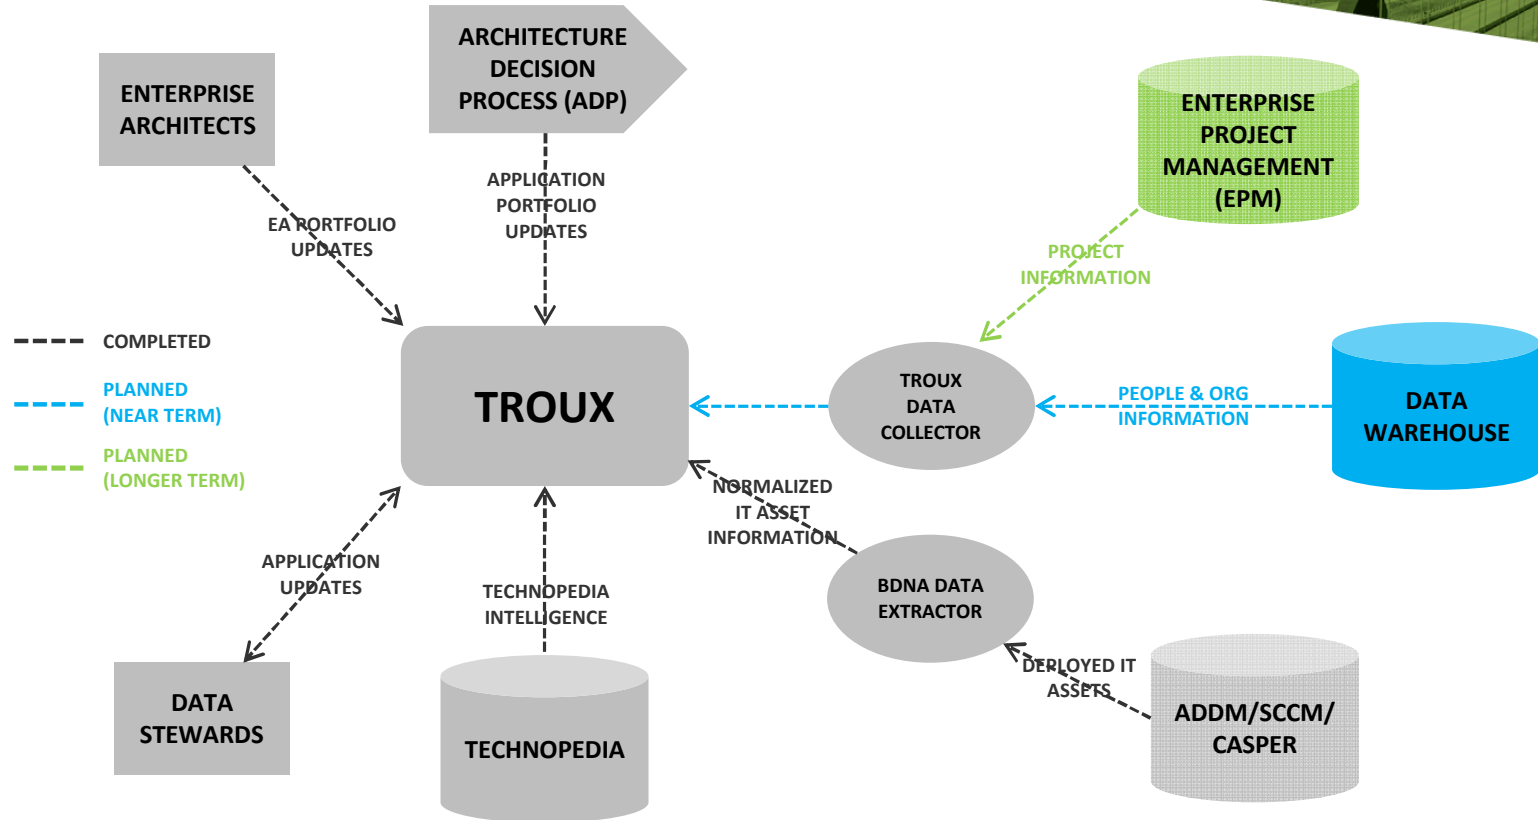 ARCHITECTURE
DECISION
PROCESS (ADP)
ENTERPRISE
ARCHITECTS
ENTERPRISE
PROJECT
MANAGEMENT
(EPM)
APPLICATION
PORTFOLIO
UPDATES
EA PORTFOLIO
UPDATES
PROJECT
INFORMATION
COMPLETED
PLANNED
(NEAR TERM)
PLANNED
(LONGER TERM)
TROUX
TROUX
DATA
COLLECTOR
PEOPLE & ORG
INFORMATION
DATA
WAREHOUSE
NORMALIZED
IT ASSET
INFORMATION
APPLICATION
UPDATES
TECHNOPEDIA
INTELLIGENCE
BDNA DATA
EXTRACTOR
DEPLOYED IT
ASSETS
DATA
STEWARDS
TECHNOPEDIA
ADDM/SCCM/
CASPER